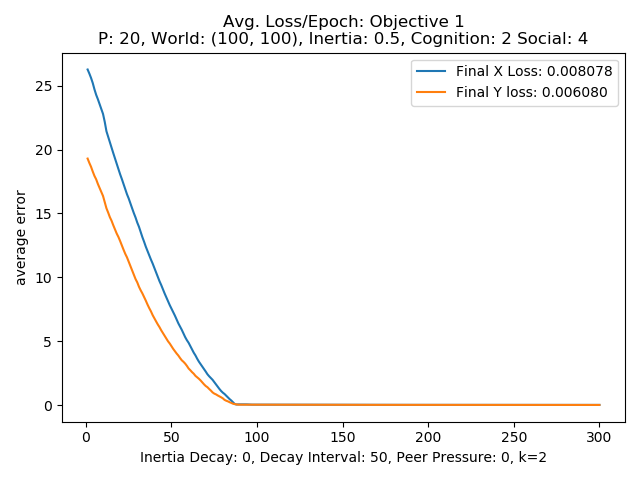 Avg. Loss/Epoch: Objective 1
P: 20, World: (100, 100), Inertia: 0.5, Cognition: 2 Social: 4
Final X Loss: 0.008078
Final Y loss: 0.006080
average error
25
20
15
10
5
0
0 50 100 150 200 250 300
Inertia Decay: 0, Decay Interval: 50, Peer Pressure: 0, k=2